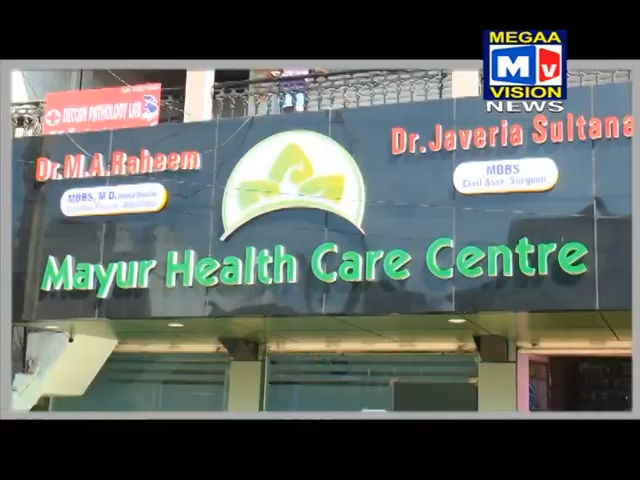 MEGAA
Mv
VISION
NEWS
DECCAN PATHOLOGY LAB
Dr.M.A.Raheem
MBBS, M.D.
Dr.Javeria Sultana
MBBS
Civil Asst. Surgeon
Mayur Health Care Centre